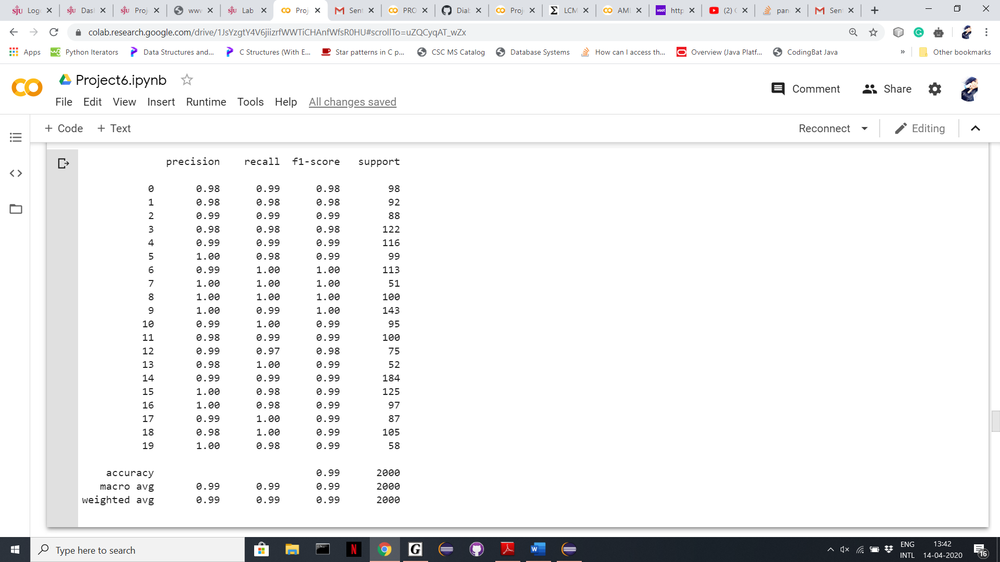 Log Das Proj www Lab Proj Sent PRO Diab Proj LCM AMI http (2) ( pan Sent
colab.research.google.com/drive/1JsYzgtY4V6jiizrfWWTiCHAnfWfsR0HU#scrollTo=uZQCyqAT_wZx
Apps Python Iterators Data Structures and... C Structures (With E... Star patterns in C p... CSC MS Catalog Database Systems How can I access th... Overview (Java Platf... CodingBat Java » Other bookmarks
Project6.ipynb
Comment Share
File Edit View Insert Runtime Tools Help All changes saved
+ Code + Text Reconnect Editing
precision recall f1-score support
0 0.98 0.99 0.98 98
1 0.98 0.98 0.98 92
2 0.99 0.99 0.99 88
3 0.98 0.98 0.98 122
4 0.99 0.99 0.99 116
5 1.00 0.98 0.99 99
6 0.99 1.00 1.00 113
7 1.00 1.00 1.00 51
8 1.00 1.00 1.00 100
9 1.00 0.99 1.00 143
10 0.99 1.00 0.99 95
11 0.98 0.99 0.99 100
12 0.99 0.97 0.98 75
13 0.98 1.00 0.99 52
14 0.99 0.99 0.99 184
15 1.00 0.98 0.99 125
16 1.00 0.98 0.99 97
17 0.99 1.00 0.99 87
18 0.98 1.00 0.99 105
19 1.00 0.98 0.99 58
accuracy 0.99 2000
macro avg 0.99 0.99 0.99 2000
weighted avg 0.99 0.99 0.99 2000
Type here to search
ENG 13:42
INTL 14-04-2020 16